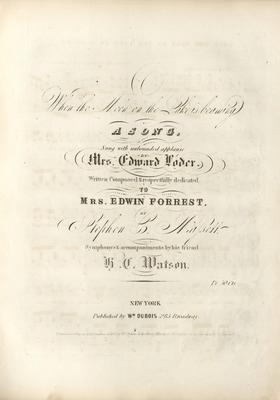 When the Moon on the Lake is beaming
A SONG,
Sung with unbounded applause
BY
Mrs. Edward Loder,
Written Composed & respectfully dedicated
TO
MRS. EDWIN FORREST,
BY
Stephen B. Massett
Symphonies & accompaniments by his friend
H. C. Watson.
NEW YORK
Published by Wm DUBOIS, 285 Broadway.